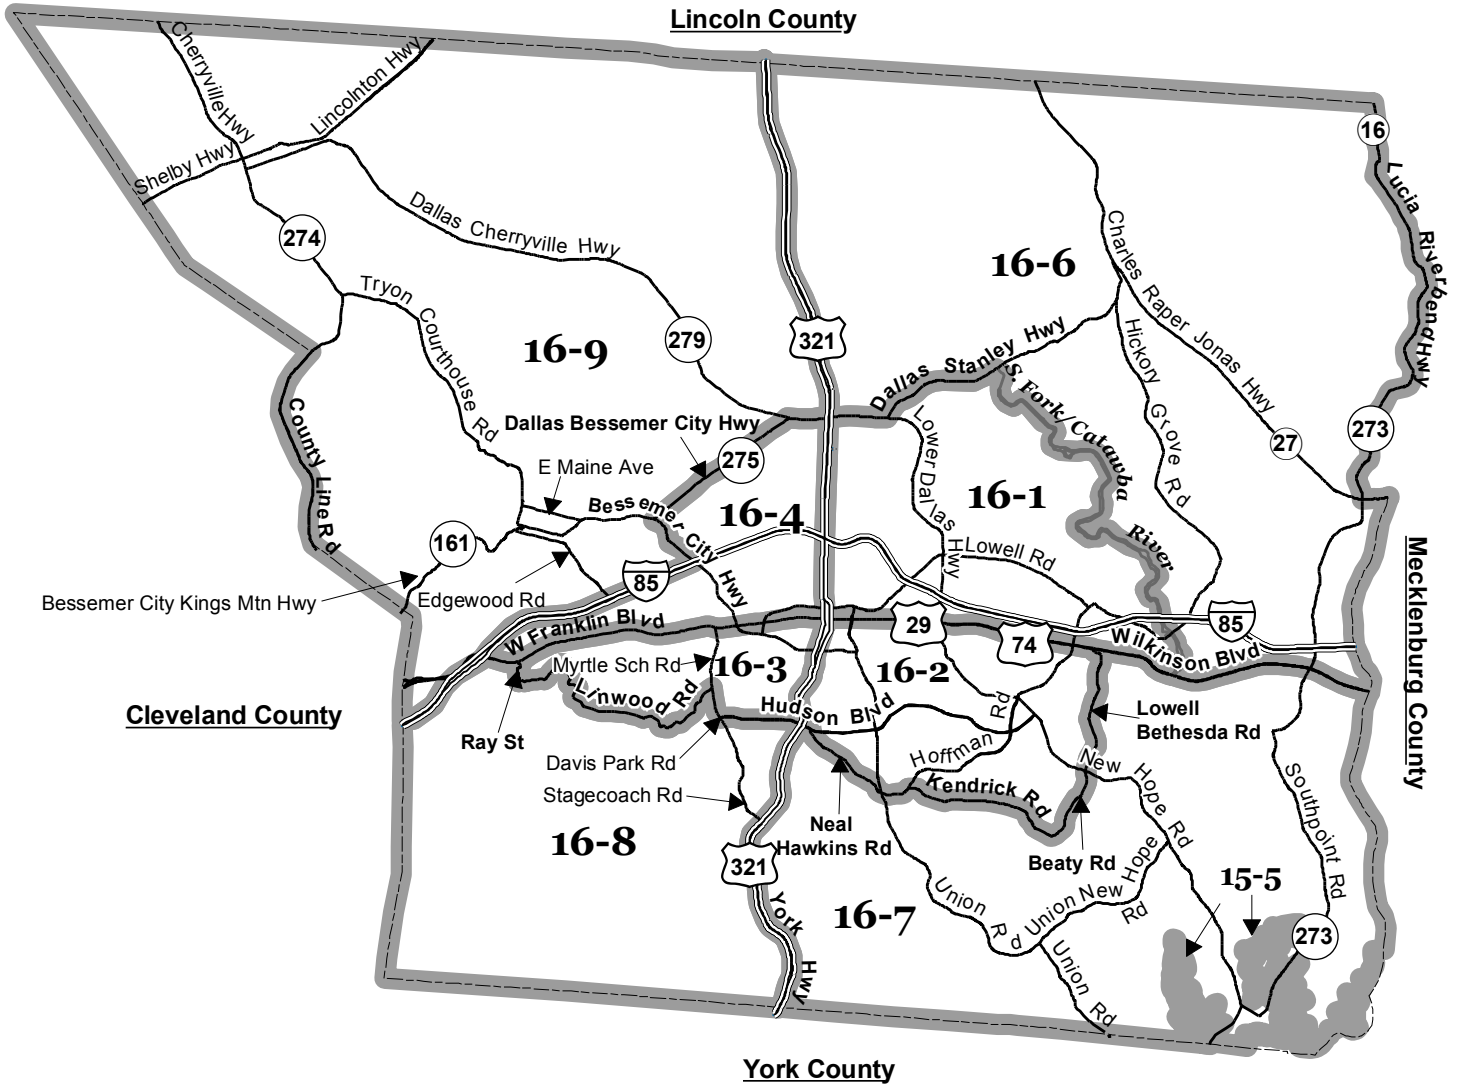 Lincoln County
Cherryville Hwy
Lincolnton Hwy
Shelby Hwy
16
Lucia Riverbend Hwy
Dallas Cherryville Hwy
274
Charles Raper Jonas Hwy
16-6
Tryon Courthouse Rd
16-9
279
321
Dallas Stanley Hwy
Hickory Grove Rd
S. Fork/Catawba River
County Line Rd
Dallas Bessemer City Hwy
275
Lower Dallas Hwy
27
273
E Maine Ave
Bessemer City Hwy
16-4
16-1
161
Lowell Rd
Mecklenburg County
Bessemer City Kings Mtn Hwy
Edgewood Rd
85
W Franklin Blvd
29
74
85
Wilkinson Blvd
Myrtle Sch Rd
16-3
16-2
Linwood Rd
Cleveland County
Ray St
Hudson Blvd
Rd
Lowell
Bethesda Rd
Davis Park Rd
Hoffman
New Hope Rd
Stagecoach Rd
Kendrick Rd
Southpoint Rd
16-8
Neal
Hawkins Rd
Beaty Rd
321
York Hwy
16-7
Union Rd
Union New Hope Rd
15-5
273
Union Rd
York County